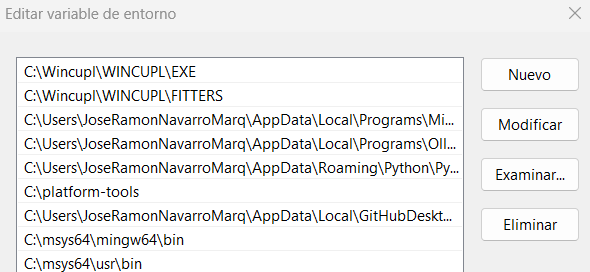 Editar variable de entorno
C:\Wincupl\WINCUPL\EXE
C:\Wincupl\WINCUPL\FITTERS
C:\Users\JoseRamonNavarroMarq\AppData\Local\Programs\Mi...
C:\Users\JoseRamonNavarroMarq\AppData\Local\Programs\Oll...
C:\Users\JoseRamonNavarroMarq\AppData\Roaming\Python\Py...
C:\platform-tools
C:\Users\JoseRamonNavarroMarq\AppData\Local\GitHubDeskt...
C:\msys64\mingw64\bin
C:\msys64\usr\bin
Nuevo
Modificar
Examinar...
Eliminar